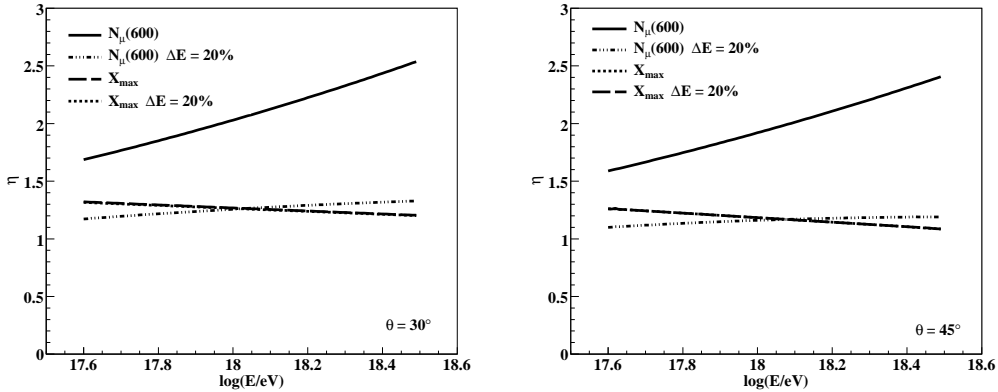 η
3
2.5
2
1.5
1
0.5
0
N_μ(600)
N_μ(600) ΔE = 20%
X_max
X_max ΔE = 20%
θ = 30°
17.6 17.8 18 18.2 18.4 18.6
log(E/eV)
η
3
2.5
2
1.5
1
0.5
0
N_μ(600)
N_μ(600) ΔE = 20%
X_max
X_max ΔE = 20%
θ = 45°
17.6 17.8 18 18.2 18.4 18.6
log(E/eV)